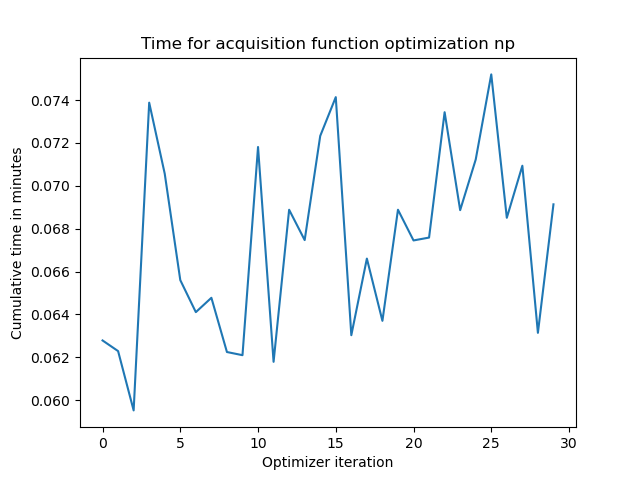 Time for acquisition function optimization np
Cumulative time in minutes
0.074
0.072
0.070
0.068
0.066
0.064
0.062
0.060
0 5 10 15 20 25 30
Optimizer iteration